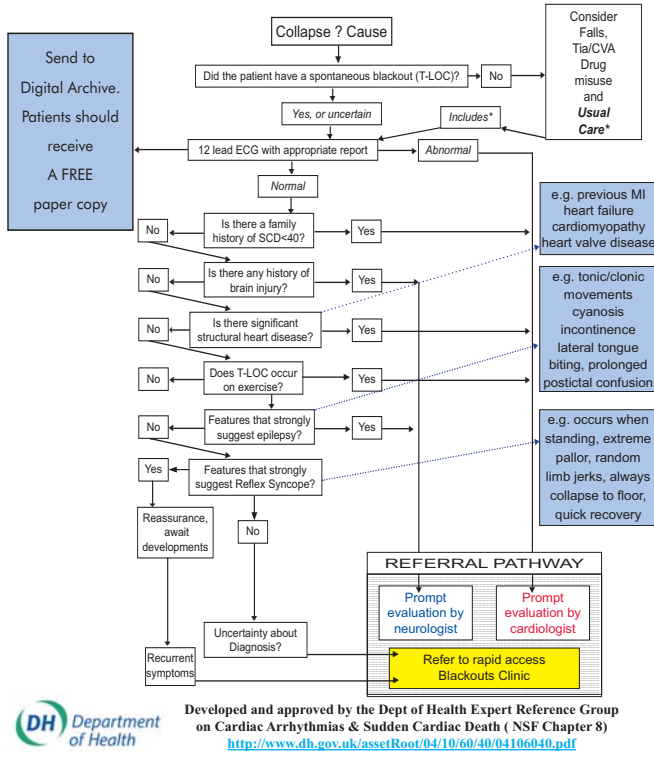 Collapse ? Cause
Send to
Digital Archive.
Patients should
receive
A FREE
paper copy
Did the patient have a spontaneous blackout (T-LOC)?
No
Consider
Falls,
Tia/CVA
Drug
misuse
and
Usual
Care*
Yes, or uncertain
Includes*
12 lead ECG with appropriate report
Abnormal
Normal
No
Is there a family
history of SCD<40?
Yes
e.g. previous MI
heart failure
cardiomyopathy
heart valve disease
No
Is there any history of
brain injury?
Yes
No
Is there significant
structural heart disease?
Yes
e.g. tonic/clonic
movements
cyanosis
incontinence
lateral tongue
biting, prolonged
postictal confusion
No
Does T-LOC occur
on exercise?
Yes
No
Features that strongly
suggest epilepsy?
Yes
e.g. occurs when
standing, extreme
pallor, random
limb jerks, always
collapse to floor,
quick recovery
Yes
Features that strongly
suggest Reflex Syncope?
Reassurance,
await
developments
No
REFERRAL PATHWAY
Prompt
evaluation by
neurologist
Prompt
evaluation by
cardiologist
Uncertainty about
Diagnosis?
Recurrent
symptoms
Refer to rapid access
Blackouts Clinic
DH Department
of Health
Developed and approved by the Dept of Health Expert Reference Group
on Cardiac Arrhythmias & Sudden Cardiac Death ( NSF Chapter 8)
http://www.dh.gov.uk/assetRoot/04/10/60/40/04106040.pdf